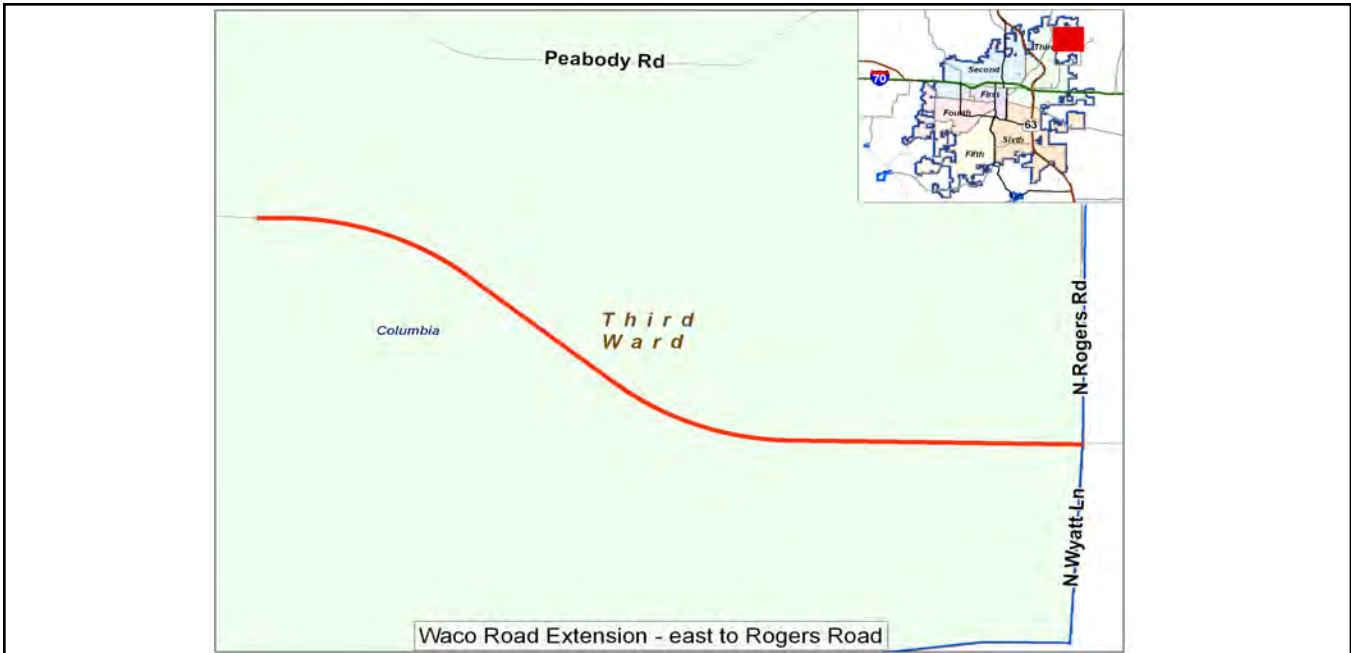 Peabody Rd
70
Third
Second
First
Fourth
63
Sixth
Fifth
N Rogers Rd
Third
Ward
Columbia
N Wyatt Ln
Waco Road Extension - east to Rogers Road